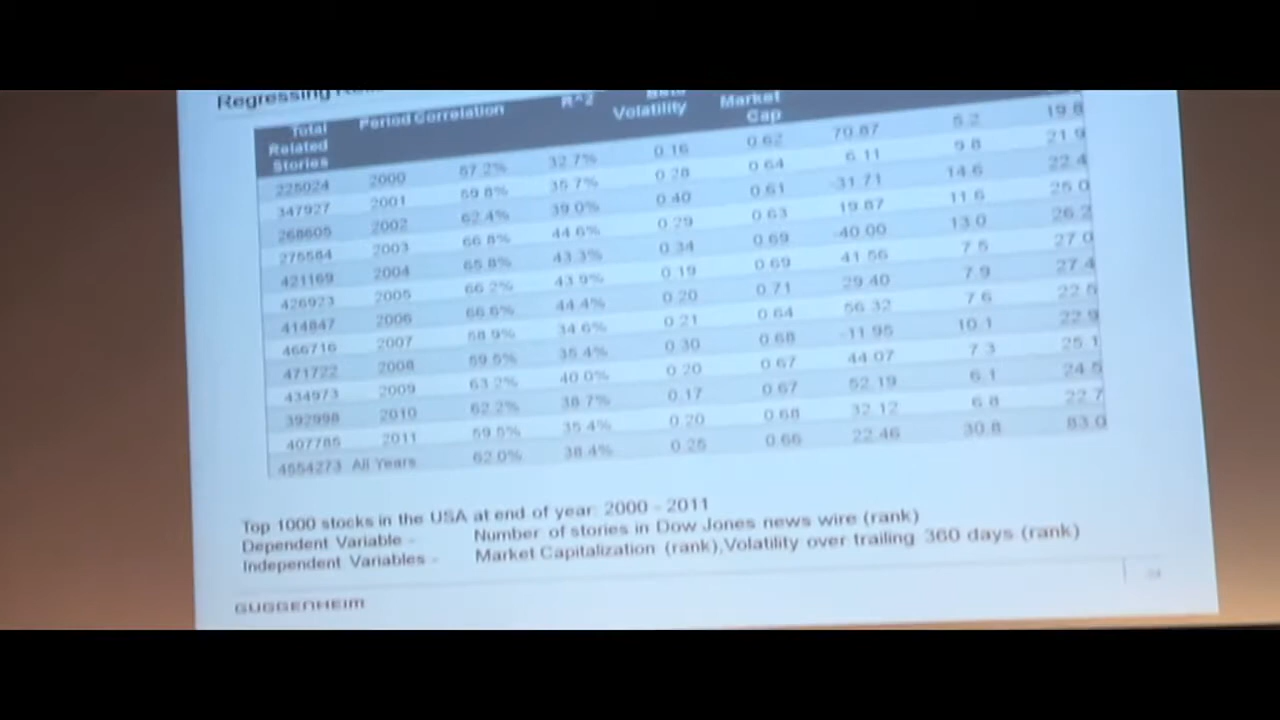 Regressing
Total Related Stories Period Correlation R^2 Volatility Market Cap
225024 2000 57.2% 32.7% 0.16 0.62 70.87 5.2 19.8
347927 2001 59.8% 35.7% 0.28 0.64 6.11 9.8 21.9
268605 2002 62.4% 39.0% 0.40 0.61 -31.71 14.6 22.4
275584 2003 66.8% 44.6% 0.29 0.63 19.87 11.6 25.0
421169 2004 65.8% 43.3% 0.34 0.69 -40.00 13.0 26.2
426923 2005 66.2% 43.9% 0.19 0.69 41.56 7.5 27.0
414847 2006 66.6% 44.4% 0.20 0.71 29.40 7.9 27.4
466716 2007 58.9% 34.6% 0.21 0.64 56.32 7.6 22.5
471722 2008 59.5% 35.4% 0.30 0.68 -11.95 10.1 22.9
434973 2009 63.2% 40.0% 0.20 0.67 44.07 7.3 25.1
392998 2010 62.2% 38.7% 0.17 0.67 52.19 6.1 24.5
407785 2011 59.5% 35.4% 0.20 0.68 32.12 6.8 22.7
4554273 All Years 62.0% 38.4% 0.25 0.66 22.46 30.8 83.0
Top 1000 stocks in the USA at end of year: 2000 - 2011
Dependent Variable - Number of stories in Dow Jones news wire (rank)
Independent Variables - Market Capitalization (rank),Volatility over trailing 360 days (rank)
GUGGENHEIM